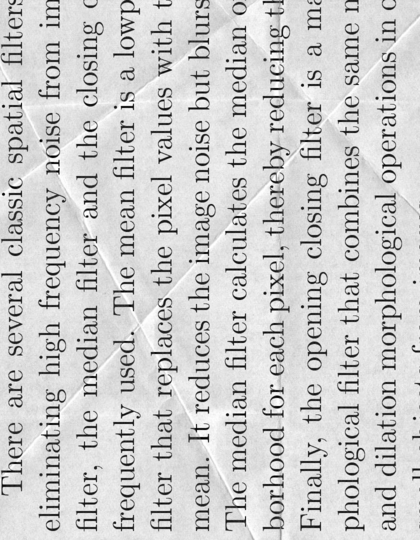 There are several classic spatial filters
eliminating high frequency noise from im
filter, the median filter and the closing
frequently used. The mean filter is a lowp
filter that replaces the pixel values with
mean. It reduces the image noise but blurs
The median filter calculates the median o
borhood for each pixel, thereby reducing
Finally, the opening closing filter is a ma
phological filter that combines the same
and dilation morphological operations in